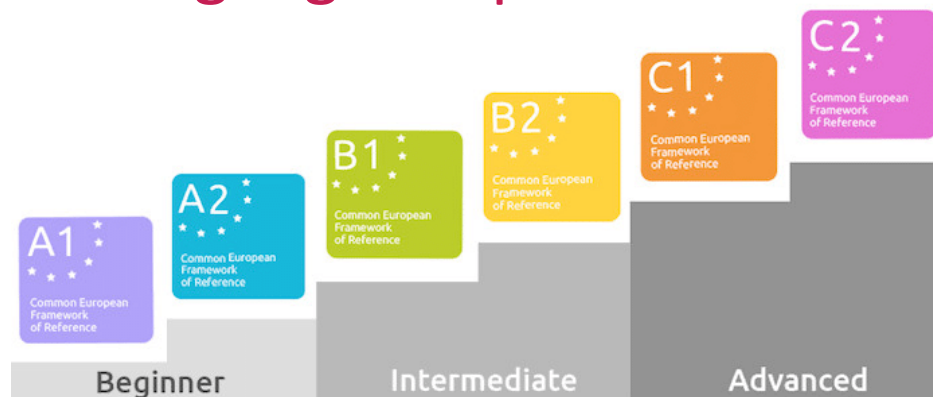 A1
Common European
Framework
of Reference
A2
Common European
Framework
of Reference
B1
Common European
Framework
of Reference
B2
Common European
Framework
of Reference
C1
Common European
Framework
of Reference
C2
Common European
Framework
of Reference
Beginner
Intermediate
Advanced